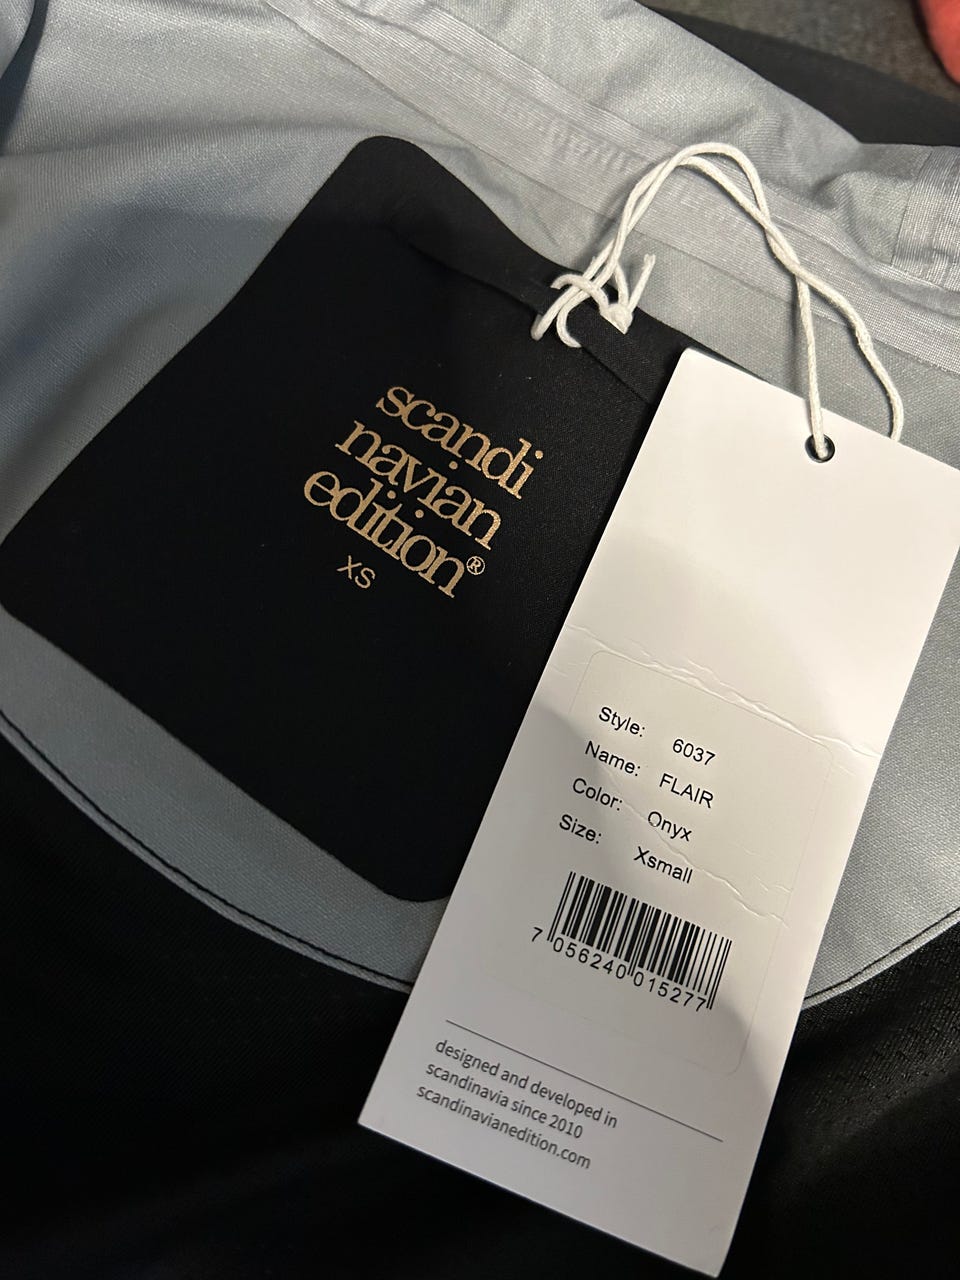 scandi
navian
edition®
XS
Style: 6037
Name: FLAIR
Color: Onyx
Size: Xsmall
7 056240 015277
designed and developed in
scandinavia since 2010
scandinavianedition.com